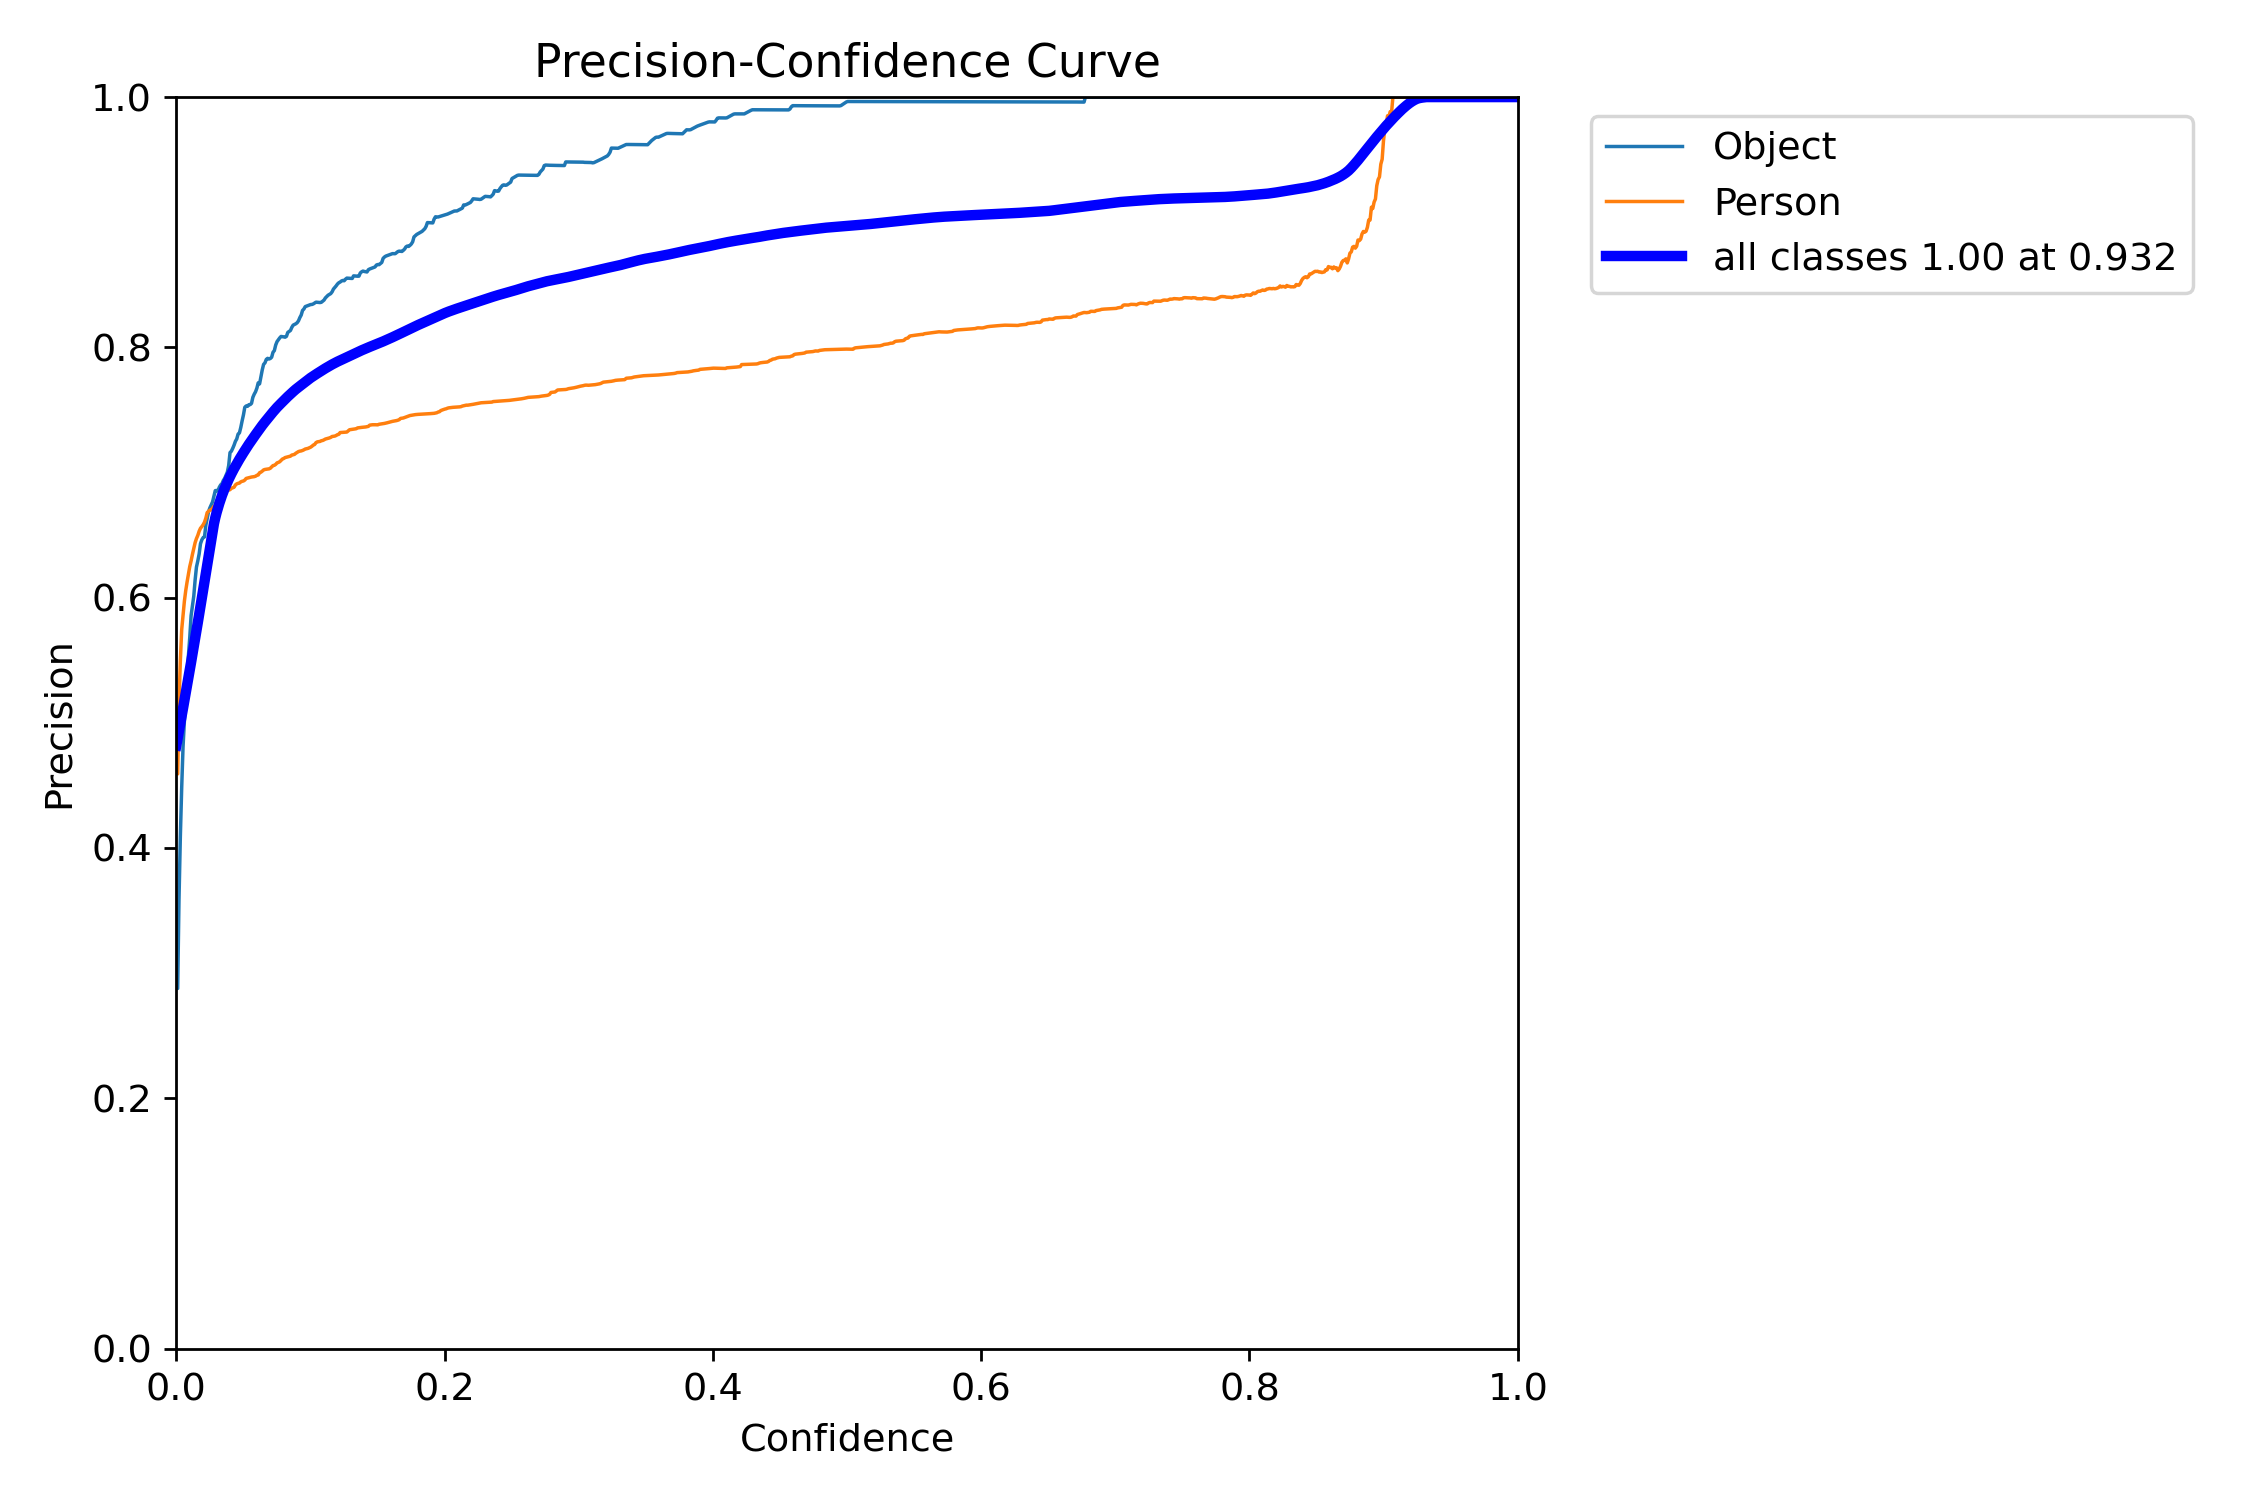 Precision-Confidence Curve
1.0
0.8
0.6
0.4
0.2
0.0
Precision
0.0 0.2 0.4 0.6 0.8 1.0
Confidence
Object
Person
all classes 1.00 at 0.932